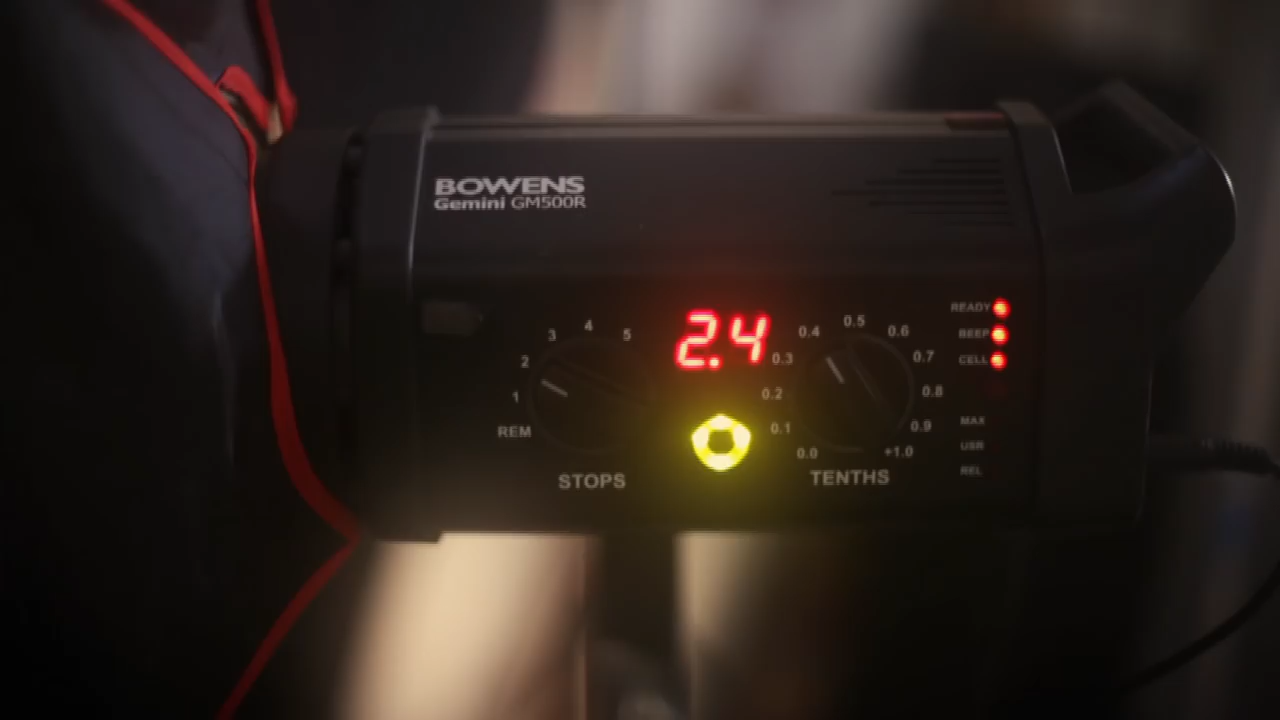 BOWENS
Gemini GM500R
2.4
1
2
3
4
5
REM
STOPS
0.0
0.1
0.2
0.3
0.4
0.5
0.6
0.7
0.8
0.9
+1.0
TENTHS
READY
BEEP
CELL
MAX
USR
REL